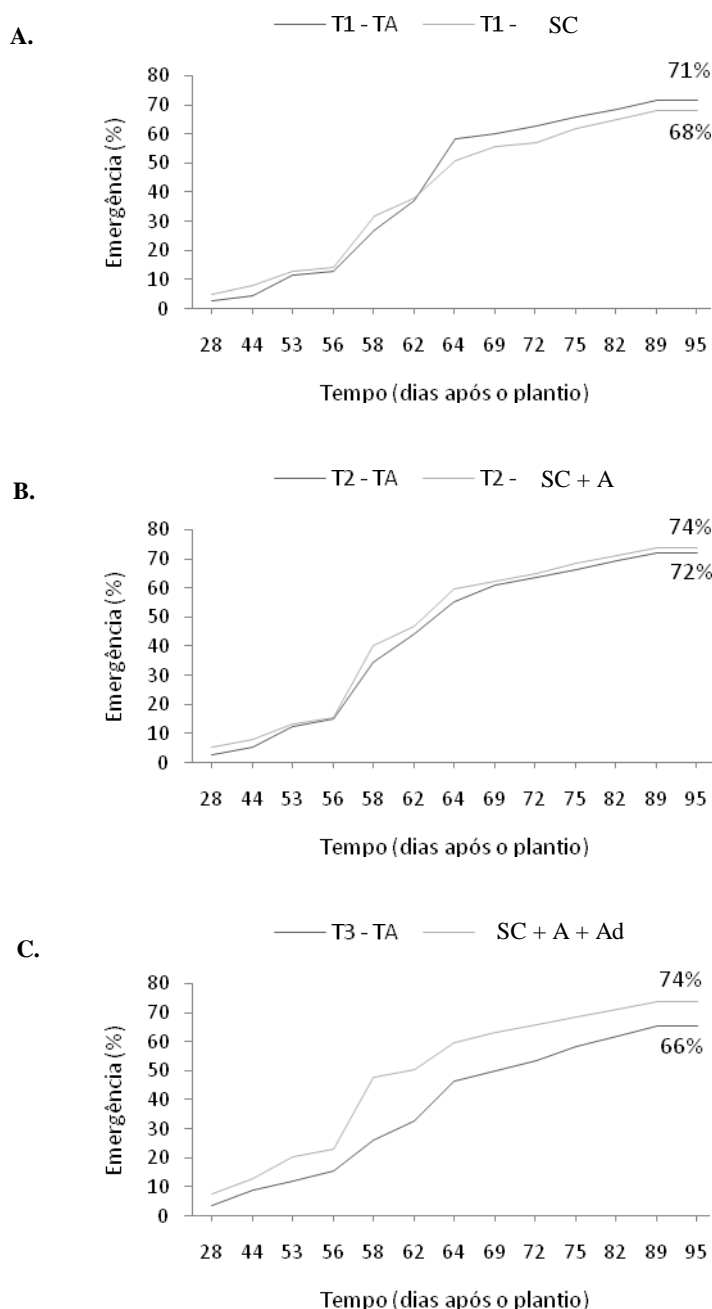 A.
T1 - TA T1 - SC
80
70
60
50
40
30
20
10
0
Emergência (%)
71%
68%
28 44 53 56 58 62 64 69 72 75 82 89 95
Tempo (dias após o plantio)
B.
T2 - TA T2 - SC + A
80
70
60
50
40
30
20
10
0
Emergência (%)
74%
72%
28 44 53 56 58 62 64 69 72 75 82 89 95
Tempo (dias após o plantio)
C.
T3 - TA SC + A + Ad
80
70
60
50
40
30
20
10
0
Emergência (%)
74%
66%
28 44 53 56 58 62 64 69 72 75 82 89 95
Tempo (dias após o plantio)